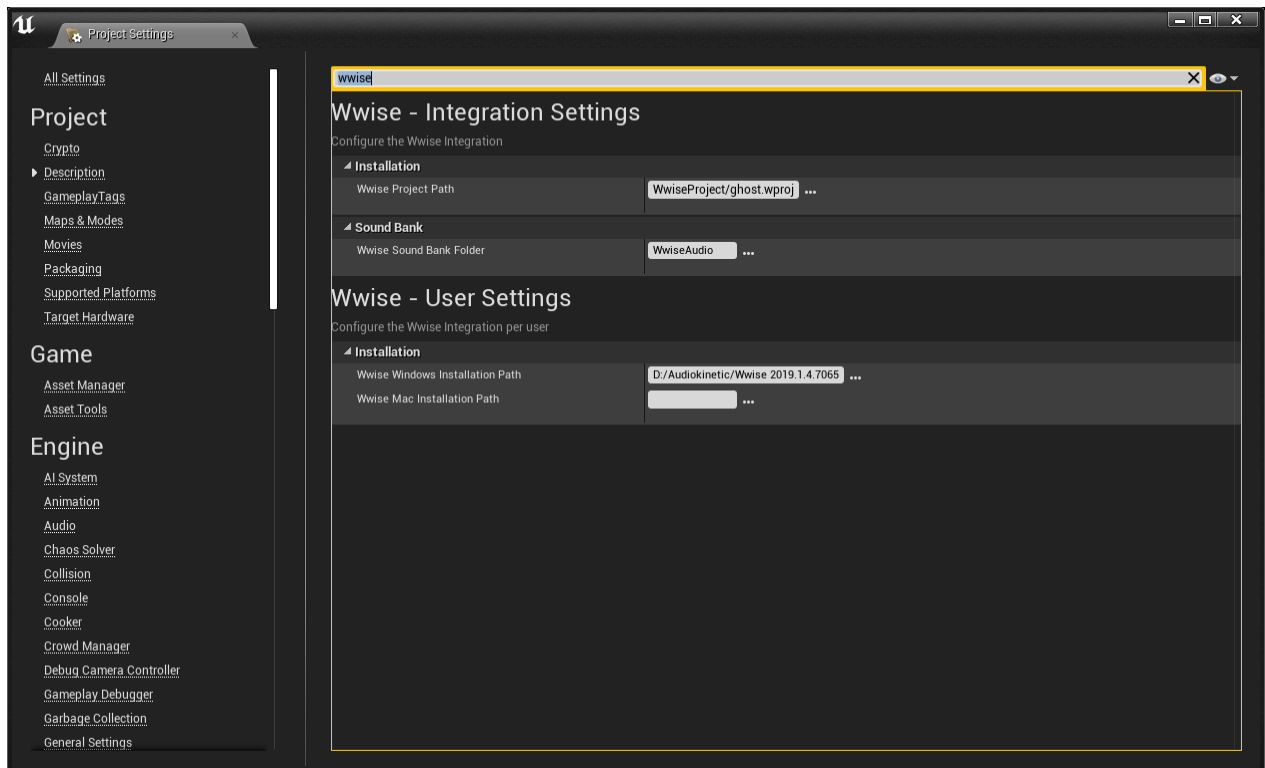 Project Settings
All Settings
Project
Crypto
Description
GameplayTags
Maps & Modes
Movies
Packaging
Supported Platforms
Target Hardware
Game
Asset Manager
Asset Tools
Engine
AI System
Animation
Audio
Chaos Solver
Collision
Console
Cooker
Crowd Manager
Debug Camera Controller
Gameplay Debugger
Garbage Collection
General Settings
wwise
Wwise - Integration Settings
Configure the Wwise Integration
Installation
Wwise Project Path WwiseProject/ghost.wproj ...
Sound Bank
Wwise Sound Bank Folder WwiseAudio ...
Wwise - User Settings
Configure the Wwise Integration per user
Installation
Wwise Windows Installation Path D:/Audiokinetic/Wwise 2019.1.4.7065 ...
Wwise Mac Installation Path ...